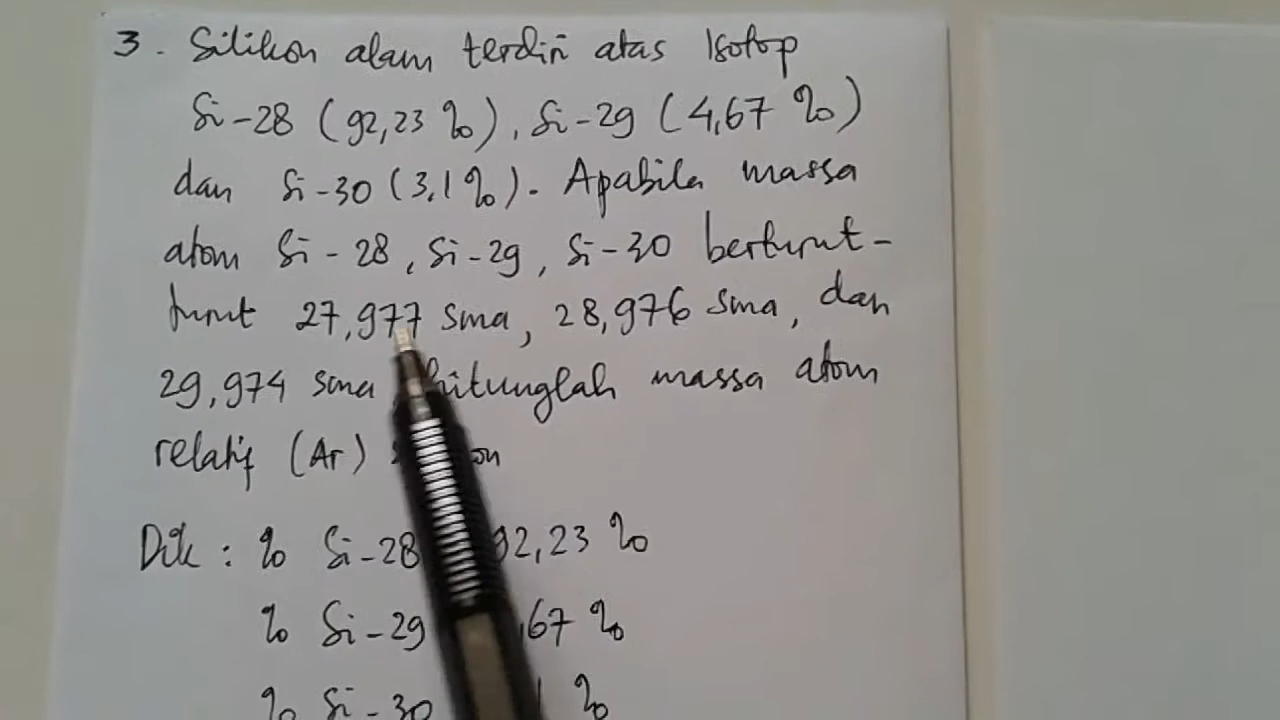 3. Silikon alam terdiri atas Isotop
Si-28 (92,23 %), Si-29 (4,67 %)
dan Si-30 (3,1 %). Apabila massa
atom Si-28, Si-29, Si-30 berturut-
turut 27,977 sma, 28,976 sma, dan
29,974 sma hitunglah massa atom
relatif (Ar)
Dik : % Si-28 92,23 %
% Si-29 ,67 %
% Si-30 %